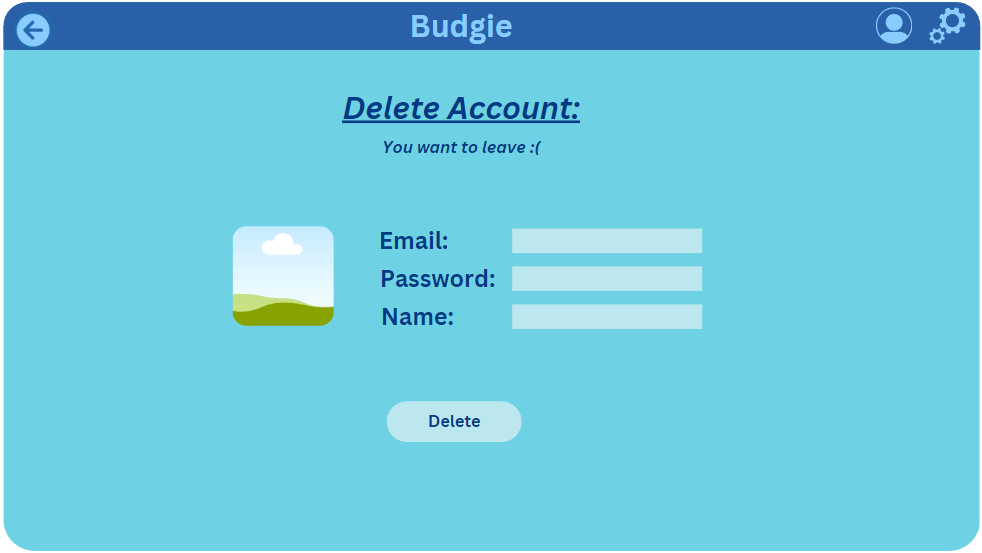 Budgie
Delete Account:
You want to leave :(
Email:
Password:
Name:
Delete